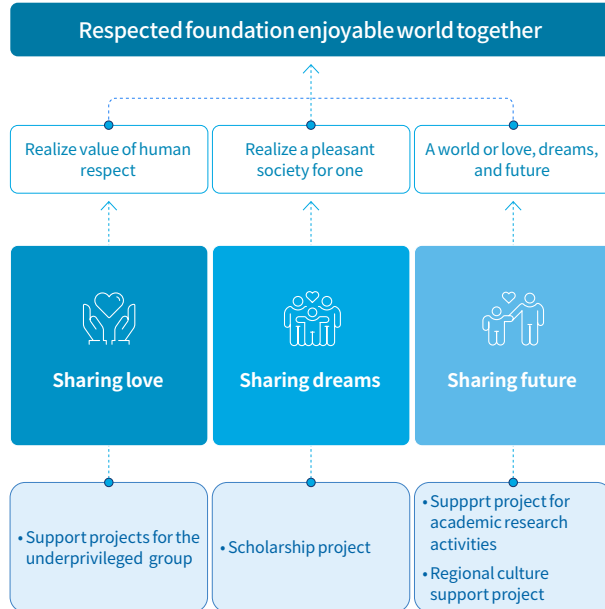 Respected foundation enjoyable world together
Realize value of human
respect
Realize a pleasant
society for one
A world or love, dreams,
and future
Sharing love
Sharing dreams
Sharing future
• Support projects for the
underprivileged group
• Scholarship project
• Suppprt project for
academic research
activities
• Regional culture
support project